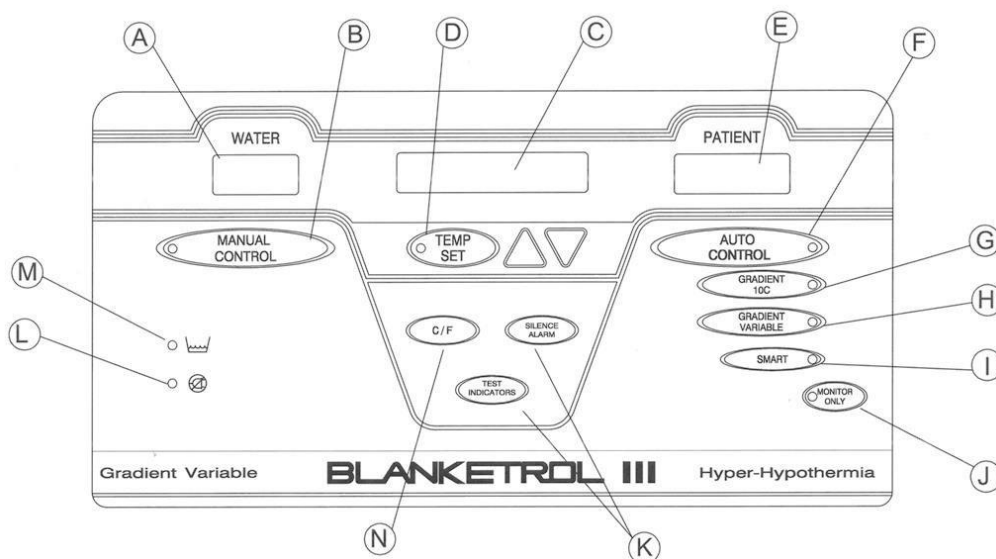 A
B
D
C
E
F
WATER
PATIENT
MANUAL
CONTROL
TEMP
SET
AUTO
CONTROL
G
GRADIENT
10C
M
H
GRADIENT
VARIABLE
C / F
SILENCE
ALARM
L
SMART
I
TEST
INDICATORS
MONITOR
ONLY
Gradient Variable
BLANKETROL III
Hyper-Hypothermia
J
N
K